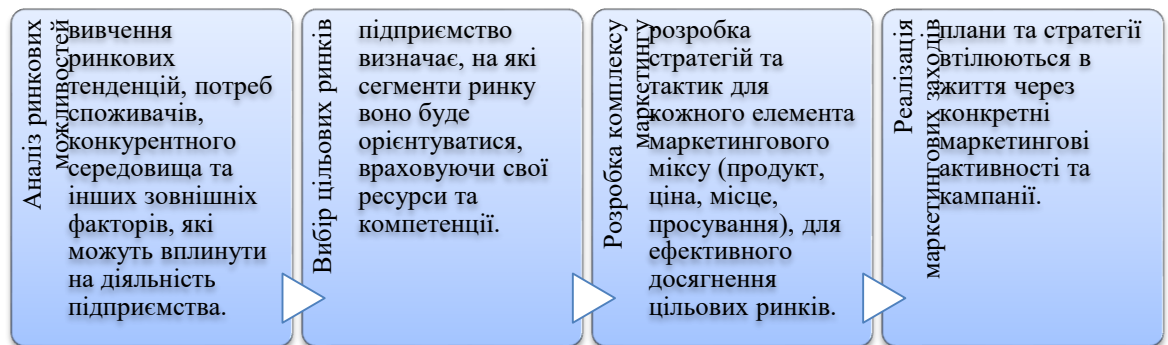 Аналіз ринкових
можливостей
вивчення
ринкових
тенденцій, потреб
споживачів,
конкурентного
середовища та
інших зовнішніх
факторів, які
можуть вплинути
на діяльність
підприємства.
Вибір цільових ринків
підприємство
визначає, на які
сегменти ринку
воно буде
орієнтуватися,
враховуючи свої
ресурси та
компетенції.
Розробка комплексу
маркетингу
розробка
стратегій та
тактик для
кожного елемента
маркетингового
міксу (продукт,
ціна, місце,
просування), для
ефективного
досягнення
цільових ринків.
Реалізація
маркетингових заходів
плани та стратегії
втілюються в
життя через
конкретні
маркетингові
активності та
кампанії.